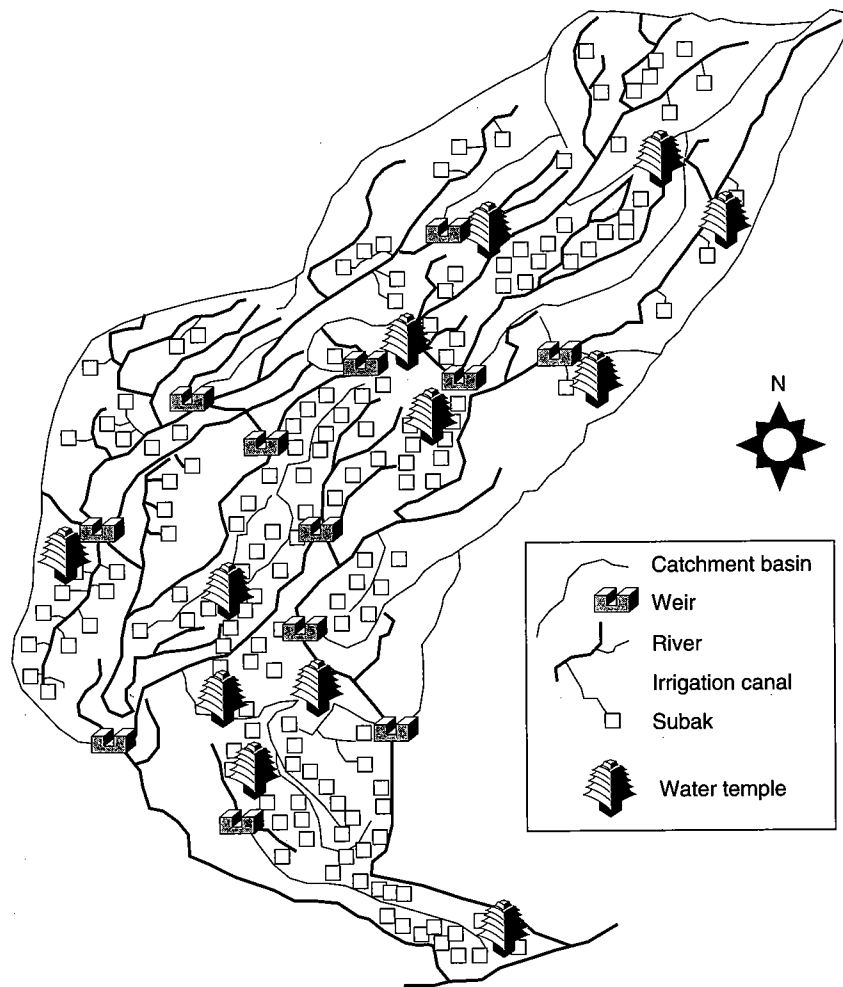 N
Catchment basin
Weir
River
Irrigation canal
Subak
Water temple